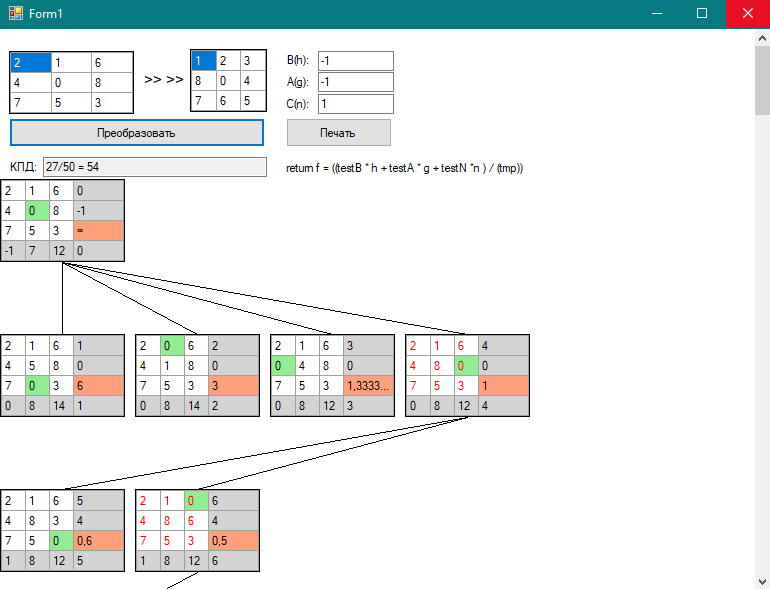 Form1
2 1 6 >> >> 1 2 3 B(h): -1
4 0 8 8 0 4 A(g): -1
7 5 3 7 6 5 C(n): 1
Преобразовать Печать
КПД: 27/50 = 54 return f = ((testB * h + testA * g + testN *n ) / (tmp))
2 1 6 0
4 0 8 -1
7 5 3 ∞
-1 7 12 0
2 1 6 1 2 0 6 2 2 1 6 3 2 1 6 4
4 5 8 0 4 1 8 0 0 4 8 0 4 8 0 0
7 0 3 6 7 5 3 3 7 5 3 1,3333... 7 5 3 1
0 8 14 1 0 8 14 2 0 8 12 3 0 8 12 4
2 1 6 5 2 1 0 6
4 8 3 4 4 8 6 4
7 5 0 0,6 7 5 3 0,5
1 8 12 5 1 8 12 6